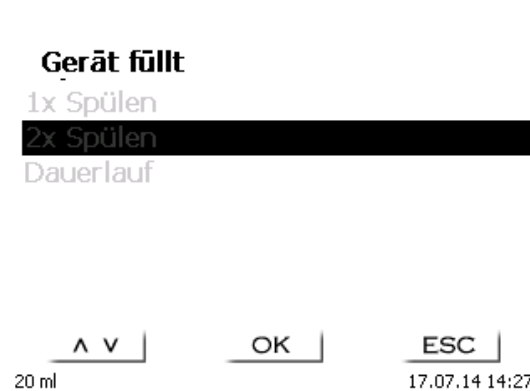 Gerät füllt
1x Spülen
2x Spülen
Dauerlauf
∧ ∨ OK ESC
20 ml 17.07.14 14:27